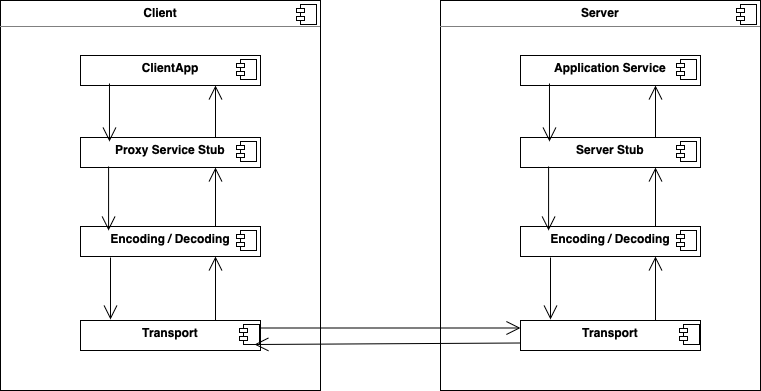 Client
ClientApp
Proxy Service Stub
Encoding / Decoding
Transport
Server
Application Service
Server Stub
Encoding / Decoding
Transport